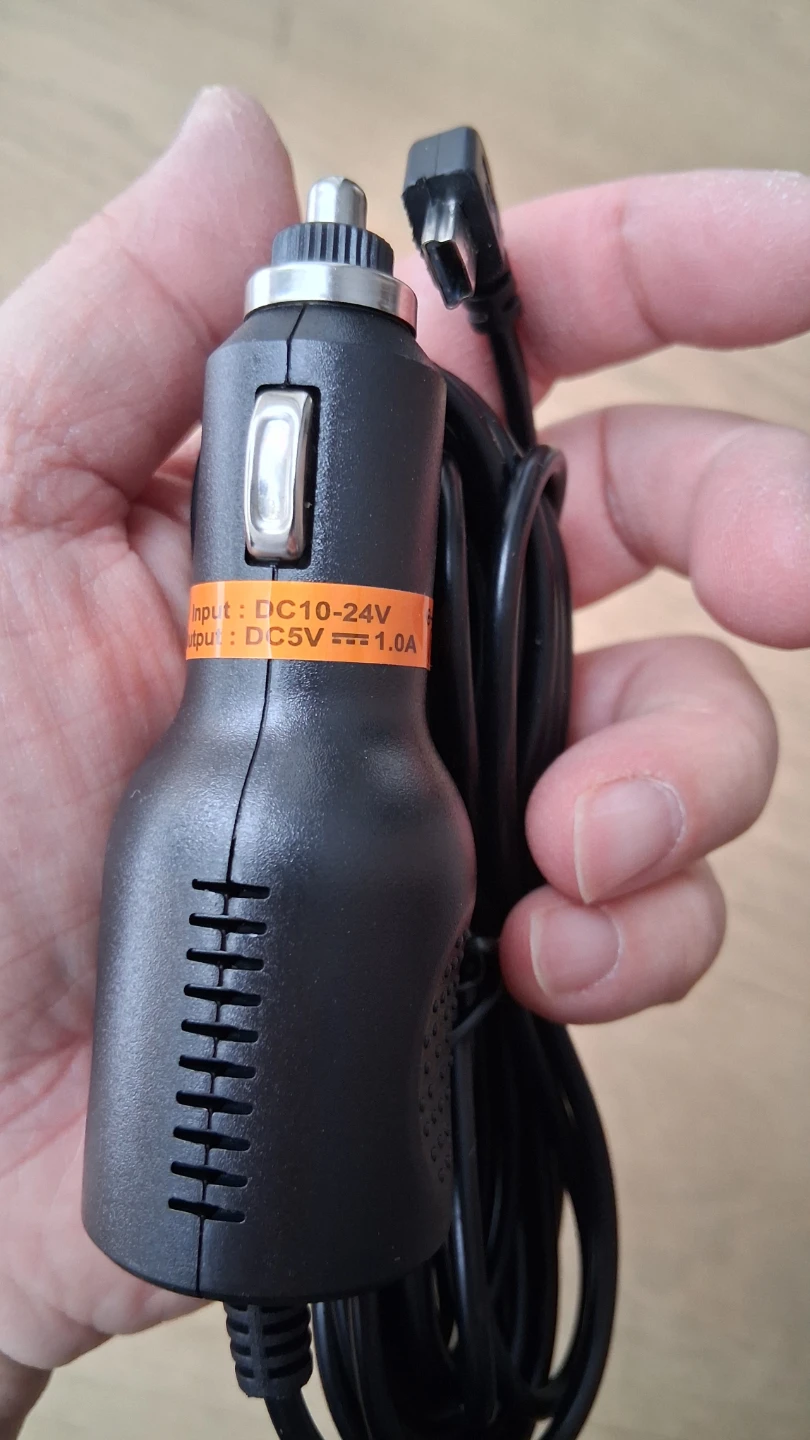 Input : DC10-24V
utput : DC5V ⎓ 1.0A